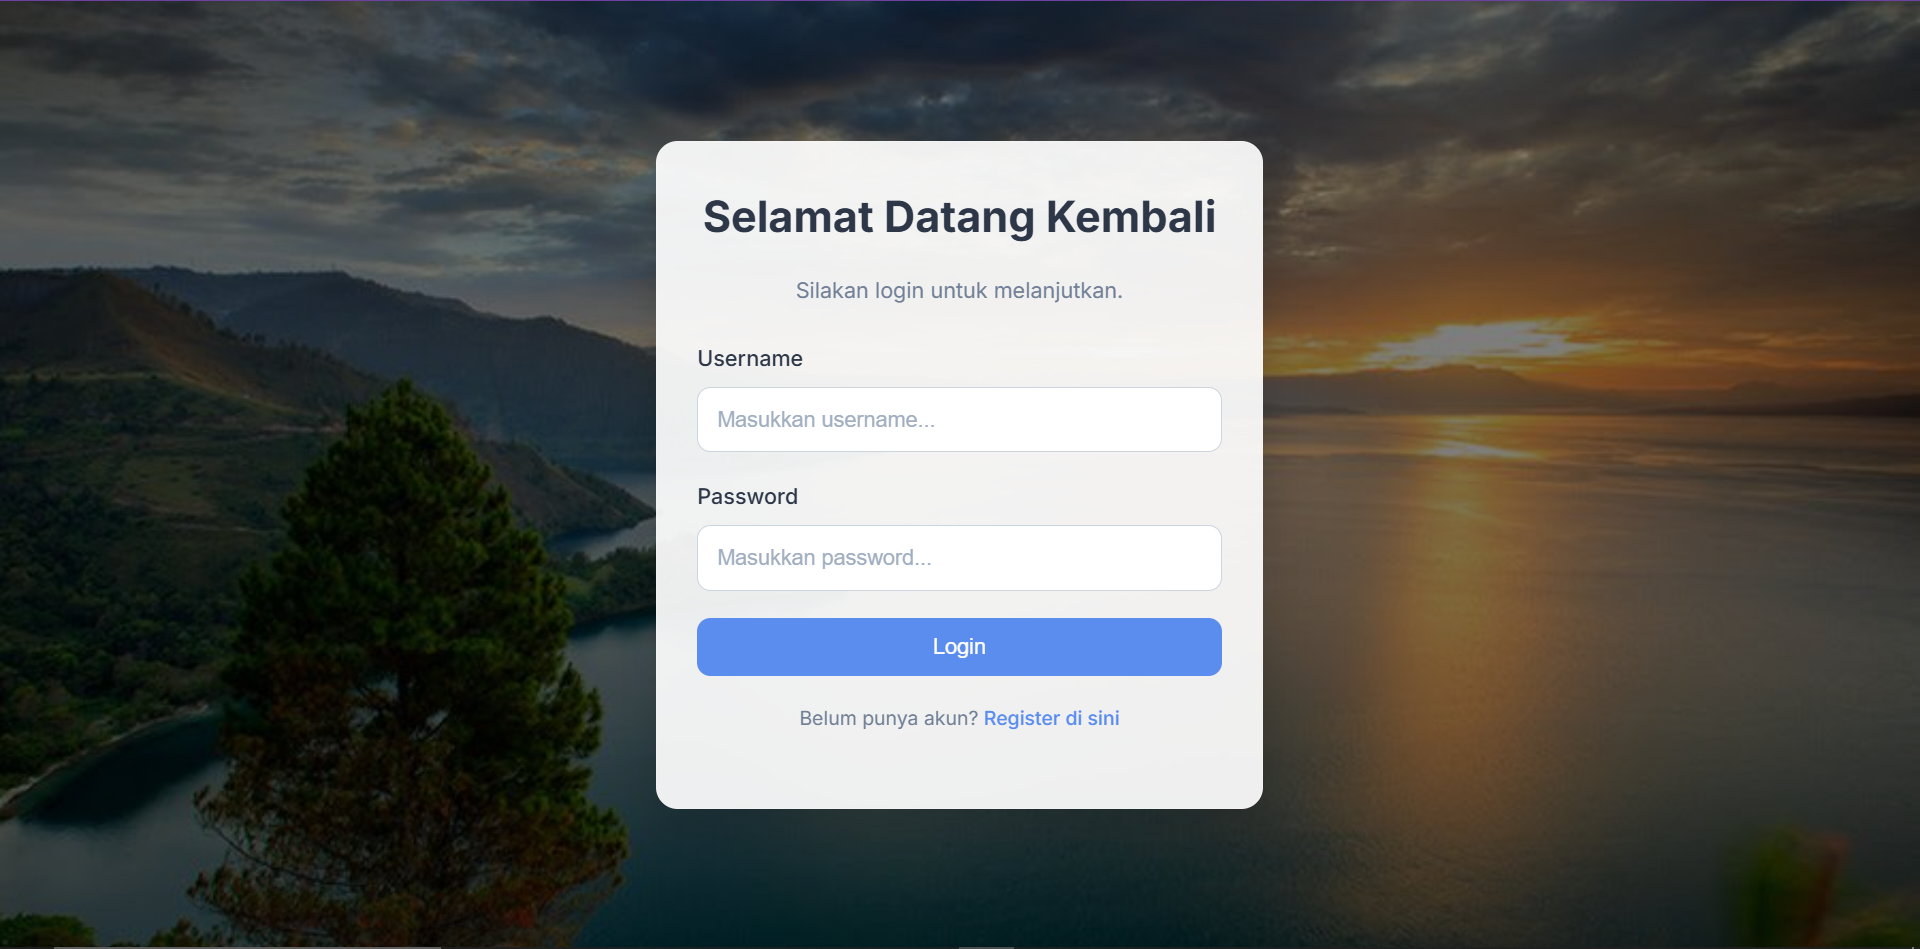 Selamat Datang Kembali
Silakan login untuk melanjutkan.
Username
Masukkan username...
Password
Masukkan password...
Login
Belum punya akun? Register di sini